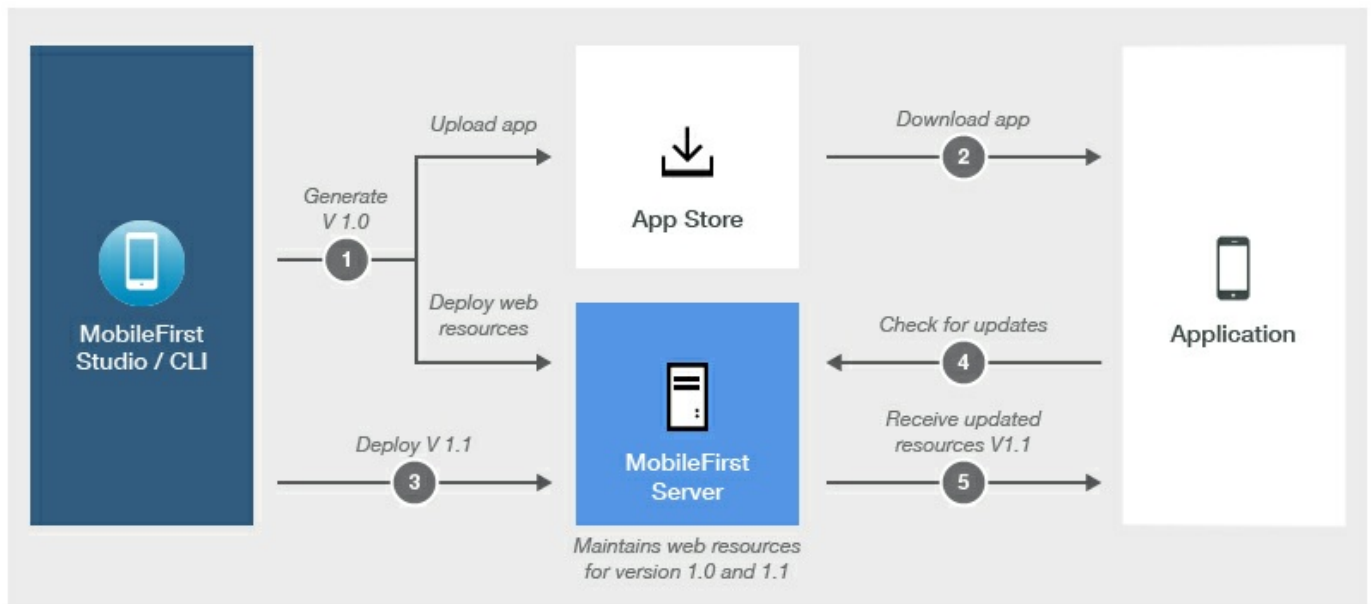 Upload app
Download app
2
Generate
V 1.0
1
App Store
Deploy web
resources
Check for updates
4
MobileFirst
Studio / CLI
Application
Receive updated
resources V1.1
5
Deploy V 1.1
3
MobileFirst
Server
Maintains web resources
for version 1.0 and 1.1